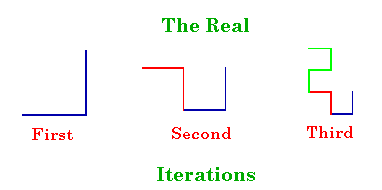 The Real
First Second Third
Iterations